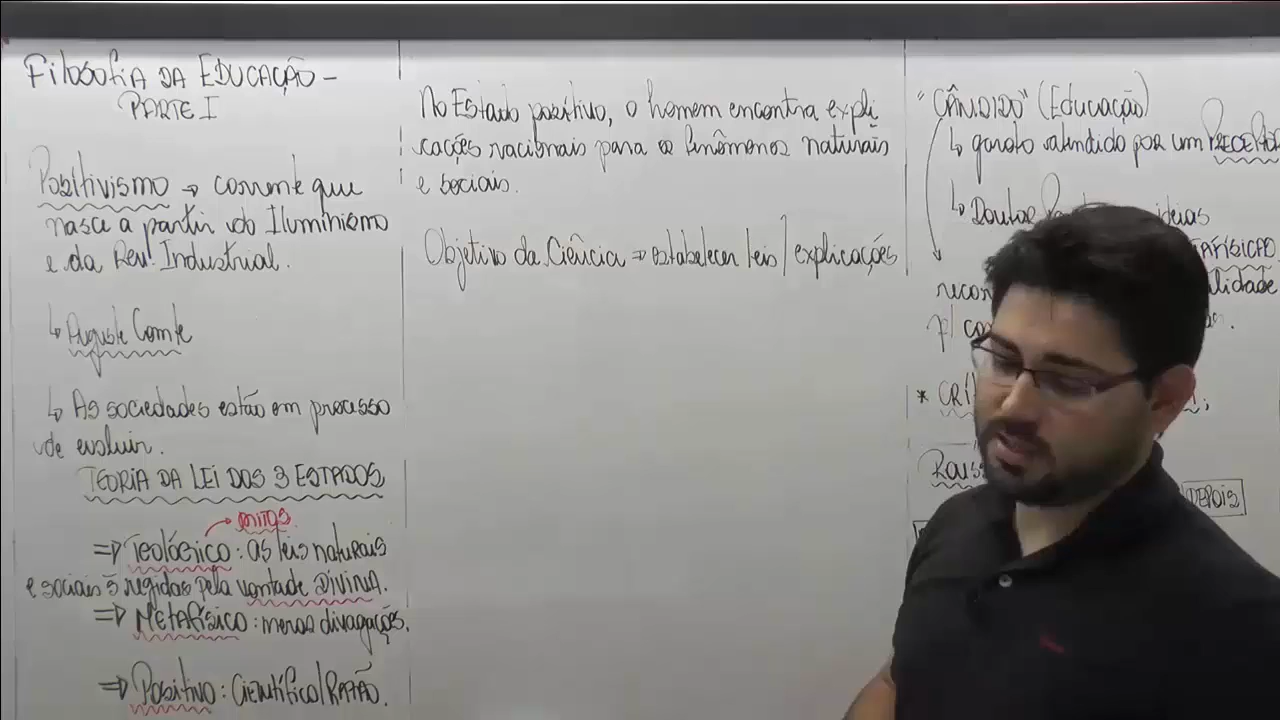 FILOSOFIA DA EDUCAÇÃO -
PARTE I
Positivismo → corrente que
nasce a partir do Iluminismo
e da Rev. Industrial.
↳ Auguste Comte
↳ As sociedades estão em processo
de evoluir.
TEORIA DA LEI DOS 3 ESTADOS
mitos
⇒ Teológico: as leis naturais
e sociais s regidas pela vontade DIVINA.
⇒ Metafísico: meras divagações.
⇒ Positivo: Científico/RAZÃO.
No Estado positivo, o homem encontra expli
cações racionais para os fenômenos naturais
e sociais.
Objetivo da Ciência → estabelecer leis/explicações
"CÂNDIDO" (Educação)
↳ garoto atendido por um PRECEPTO
↳ Doutor ideias
p/
*
DEPOIS